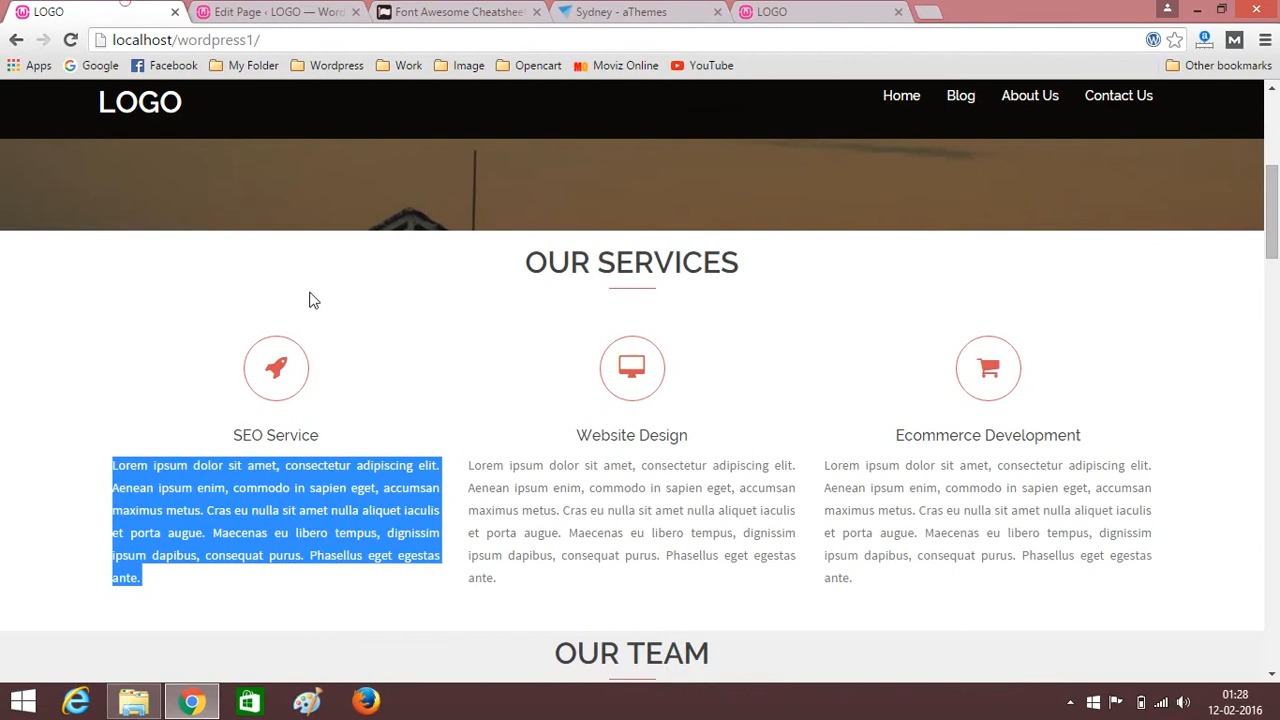 LOGO
Edit Page ‹ LOGO — Word
Font Awesome Cheatshee
Sydney - aThemes
LOGO
localhost/wordpress1/
Apps
Google
Facebook
My Folder
Wordpress
Work
Image
Opencart
Moviz Online
YouTube
Other bookmarks
LOGO
Home
Blog
About Us
Contact Us
OUR SERVICES
SEO Service
Lorem ipsum dolor sit amet, consectetur adipiscing elit.
Aenean ipsum enim, commodo in sapien eget, accumsan
maximus metus. Cras eu nulla sit amet nulla aliquet iaculis
et porta augue. Maecenas eu libero tempus, dignissim
ipsum dapibus, consequat purus. Phasellus eget egestas
ante.
Website Design
Lorem ipsum dolor sit amet, consectetur adipiscing elit.
Aenean ipsum enim, commodo in sapien eget, accumsan
maximus metus. Cras eu nulla sit amet nulla aliquet iaculis
et porta augue. Maecenas eu libero tempus, dignissim
ipsum dapibus, consequat purus. Phasellus eget egestas
ante.
Ecommerce Development
Lorem ipsum dolor sit amet, consectetur adipiscing elit.
Aenean ipsum enim, commodo in sapien eget, accumsan
maximus metus. Cras eu nulla sit amet nulla aliquet iaculis
et porta augue. Maecenas eu libero tempus, dignissim
ipsum dapibus, consequat purus. Phasellus eget egestas
ante.
OUR TEAM
01:28
12-02-2016